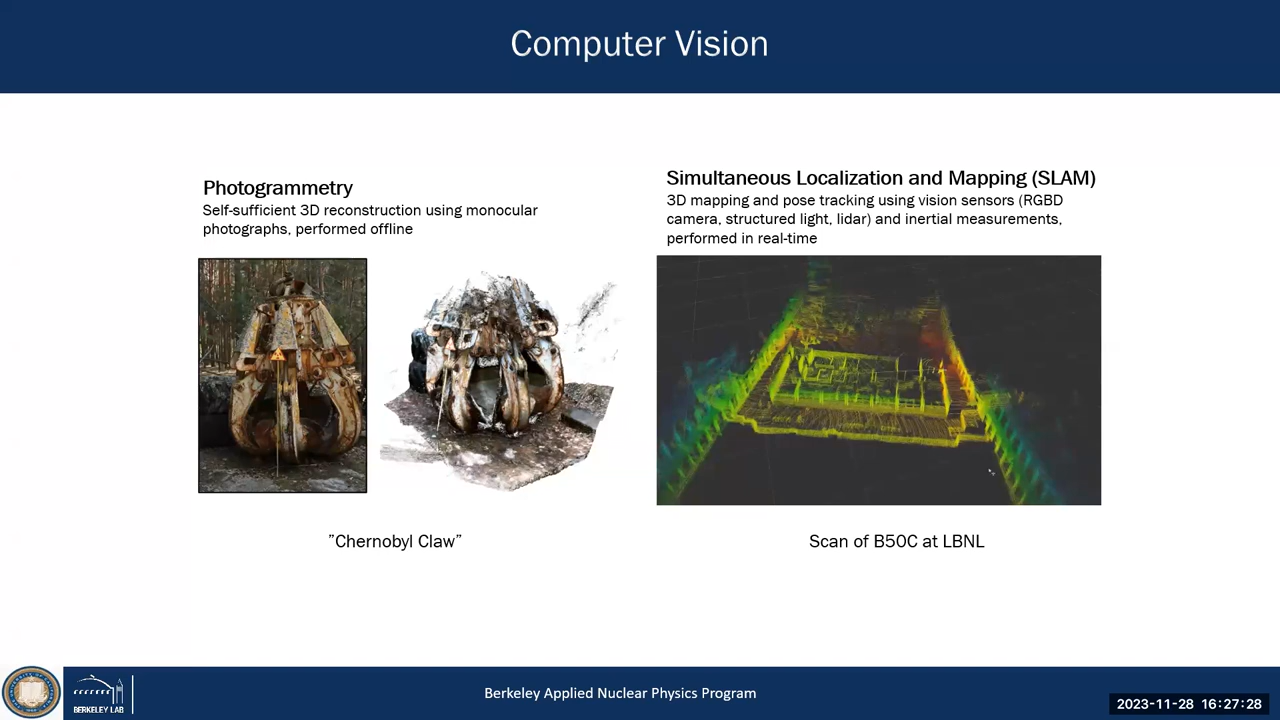 Computer Vision
Photogrammetry
Self-sufficient 3D reconstruction using monocular
photographs, performed offline
Simultaneous Localization and Mapping (SLAM)
3D mapping and pose tracking using vision sensors (RGBD
camera, structured light, lidar) and inertial measurements,
performed in real-time
”Chernobyl Claw”
Scan of B50C at LBNL
BERKELEY LAB
Berkeley Applied Nuclear Physics Program
2023-11-28 16:27:28